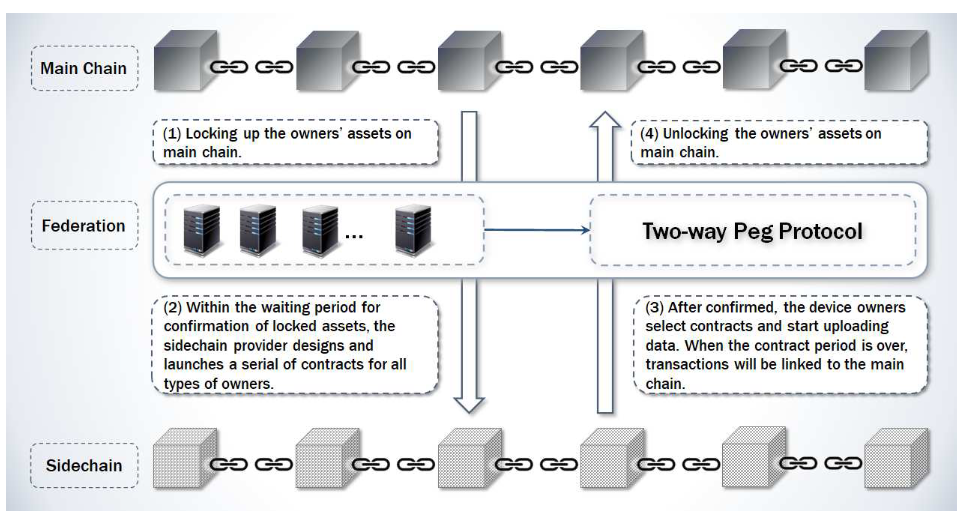 Main Chain
(1) Locking up the owners' assets on
main chain.
(4) Unlocking the owners' assets on
main chain.
Federation
...
Two-way Peg Protocol
(2) Within the waiting period for
confirmation of locked assets, the
sidechain provider designs and
launches a serial of contracts for all
types of owners.
(3) After confirmed, the device owners
select contracts and start uploading
data. When the contract period is over,
transactions will be linked to the main
chain.
Sidechain